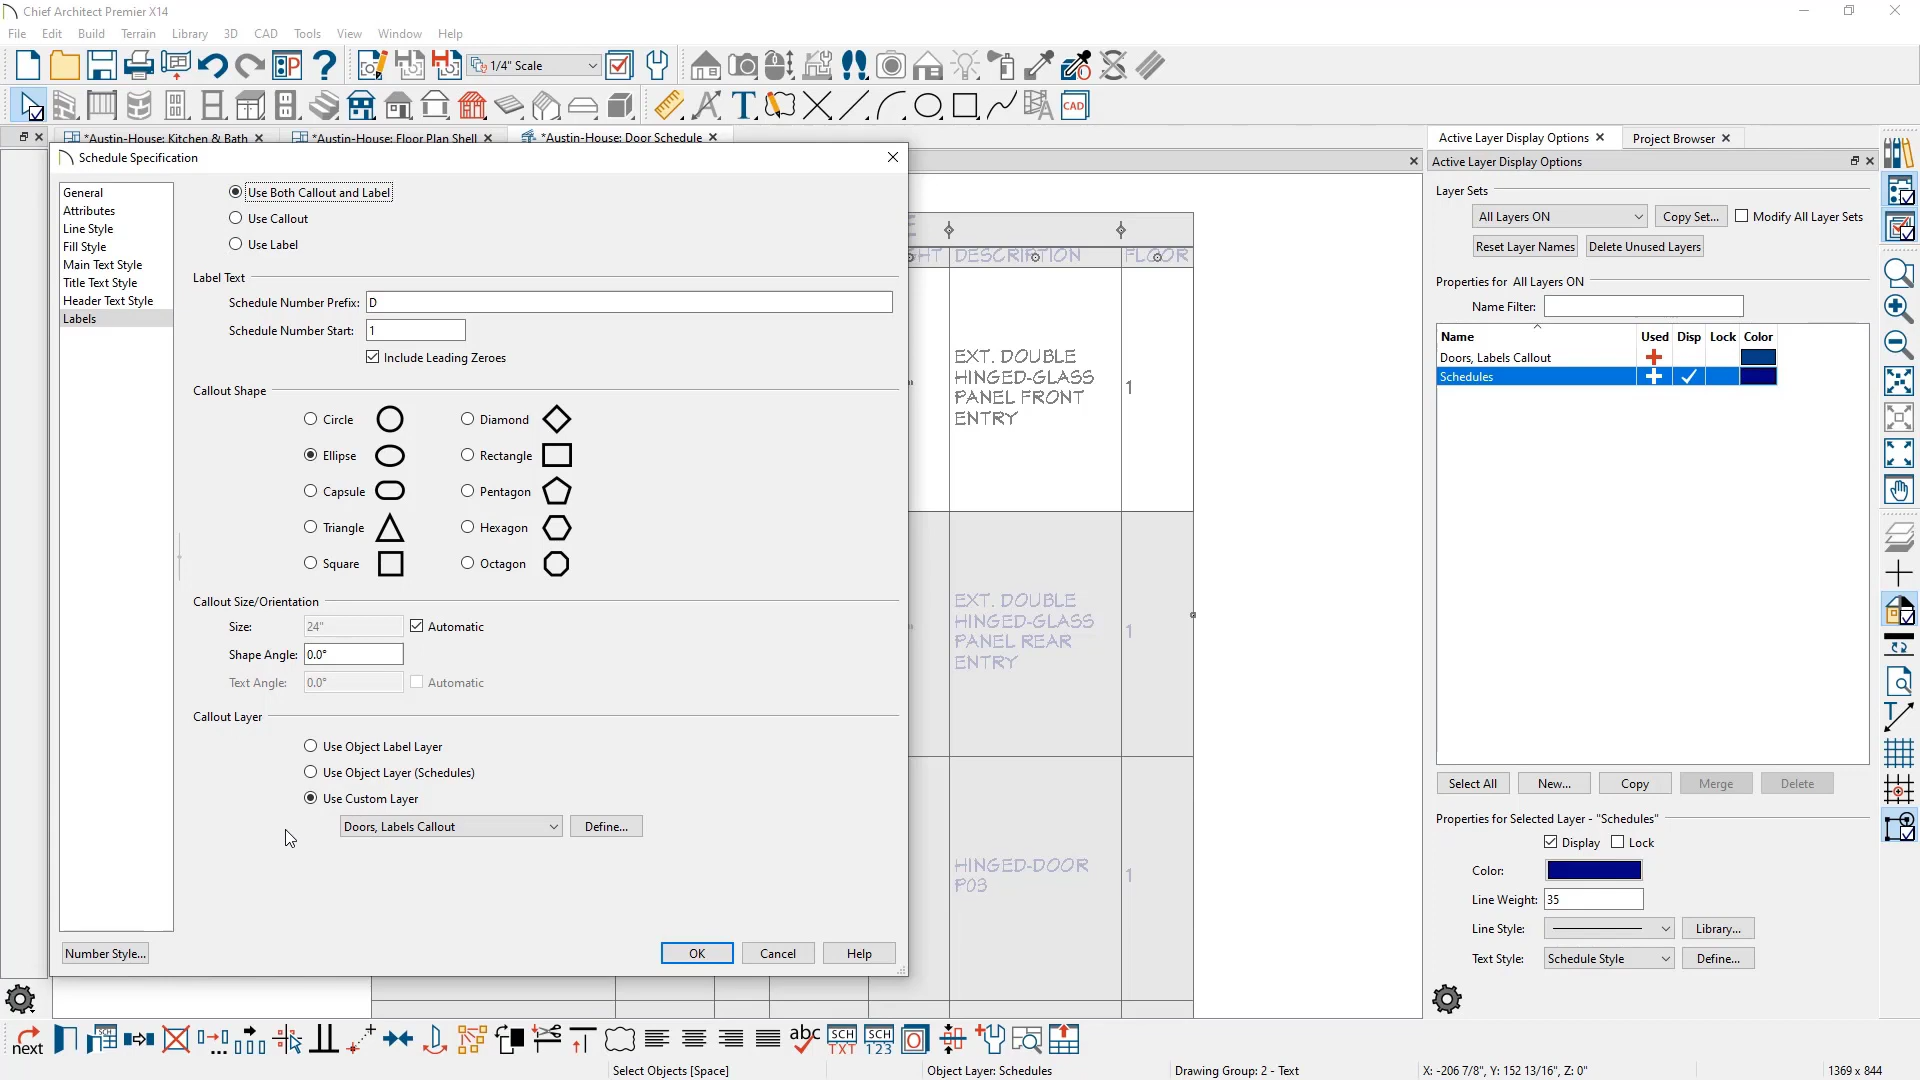 Chief Architect Premier X14
File Edit Build Terrain Library 3D CAD Tools View Window Help
1/4" Scale
CAD
*Austin-House: Kitchen & Bath
*Austin-House: Floor Plan Shell
*Austin-House: Door Schedule
Active Layer Display Options
Project Browser
Schedule Specification
General
Attributes
Line Style
Fill Style
Main Text Style
Title Text Style
Header Text Style
Labels
Number Style...
Use Both Callout and Label
Use Callout
Use Label
Label Text
Schedule Number Prefix: D
Schedule Number Start: 1
Include Leading Zeroes
Callout Shape
Circle Diamond
Ellipse Rectangle
Capsule Pentagon
Triangle Hexagon
Square Octagon
Callout Size/Orientation
Size: 24" Automatic
Shape Angle: 0.0°
Text Angle: 0.0° Automatic
Callout Layer
Use Object Label Layer
Use Object Layer (Schedules)
Use Custom Layer
Doors, Labels Callout Define...
OK Cancel Help
E
HT DESCRIPTION FLOOR
EXT. DOUBLE
HINGED-GLASS
PANEL FRONT
ENTRY
1
EXT. DOUBLE
HINGED-GLASS
PANEL REAR
ENTRY
1
HINGED-DOOR
P03
1
Active Layer Display Options
Layer Sets
All Layers ON Copy Set... Modify All Layer Sets
Reset Layer Names Delete Unused Layers
Properties for All Layers ON
Name Filter:
Name Used Disp Lock Color
Doors, Labels Callout
Schedules
Select All New... Copy Merge Delete
Properties for Selected Layer - "Schedules"
Display Lock
Color:
Line Weight: 35
Line Style: Library...
Text Style: Schedule Style Define...
next
abc
SCH TXT
SCH 123
Select Objects [Space] Object Layer: Schedules Drawing Group: 2 - Text X: -206 7/8", Y: 152 13/16", Z: 0" 1369 x 844